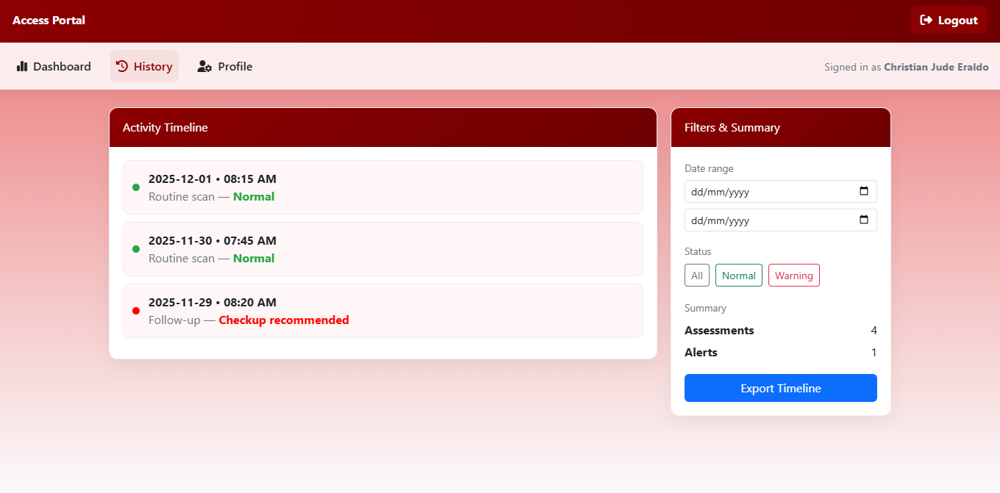 Access Portal
Logout
Dashboard
History
Profile
Signed in as Christian Jude Eraldo
Activity Timeline
2025-12-01 • 08:15 AM
Routine scan — Normal
2025-11-30 • 07:45 AM
Routine scan — Normal
2025-11-29 • 08:20 AM
Follow-up — Checkup recommended
Filters & Summary
Date range
dd/mm/yyyy
dd/mm/yyyy
Status
All Normal Warning
Summary
Assessments 4
Alerts 1
Export Timeline